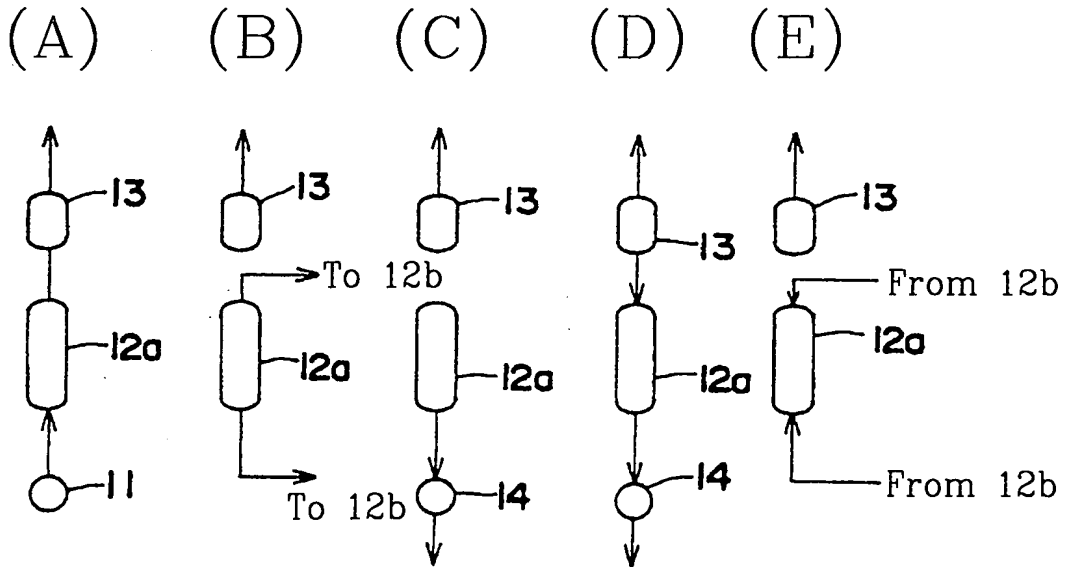 (A) (B) (C) (D) (E)
13 13 13 13 13
To 12b From 12b
12a 12a 12a 12a 12a
11 To 12b 14 14 From 12b